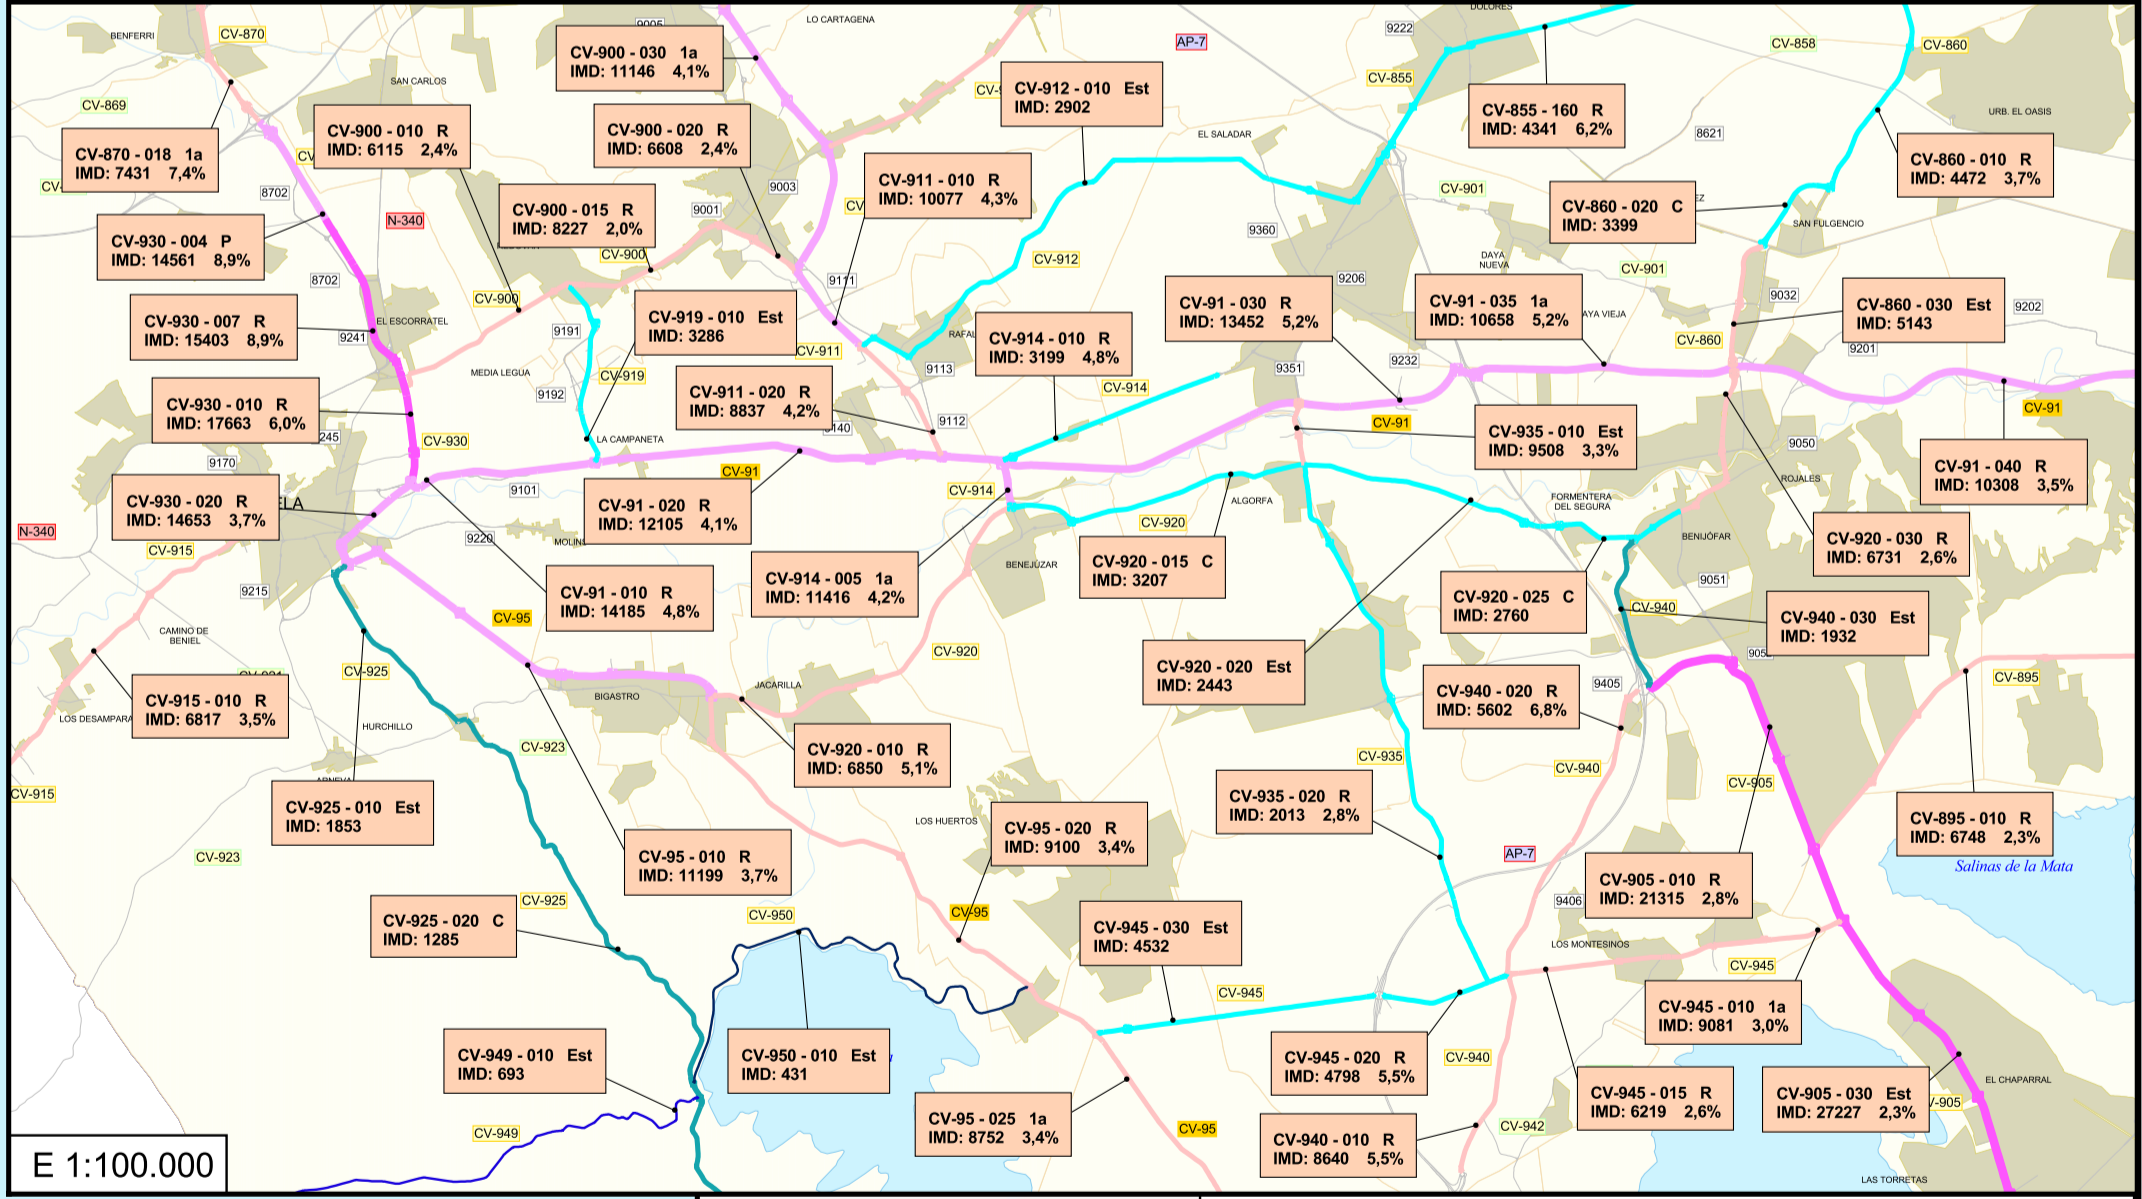 DOLORES
LO CARTAGENA
BENFERRI
CV-870
9005
9222
AP-7
CV-858
CV-860
CV-900 - 030 1a
IMD: 11146 4,1%
SAN CARLOS
CV-855
CV-869
CV-912 - 010 Est
IMD: 2902
CV-855 - 160 R
IMD: 4341 6,2%
URB. EL OASIS
CV-900 - 010 R
IMD: 6115 2,4%
CV-900 - 020 R
IMD: 6608 2,4%
EL SALADAR
8621
CV-870 - 018 1a
IMD: 7431 7,4%
CV-860 - 010 R
IMD: 4472 3,7%
8702
9003
CV-911 - 010 R
IMD: 10077 4,3%
CV-901
CV-900 - 015 R
IMD: 8227 2,0%
9001
CV-860 - 020 C
IMD: 3399
N-340
SAN FULGENCIO
CV-930 - 004 P
IMD: 14561 8,9%
9360
CV-900
CV-912
DAYA
NUEVA
CV-901
8702
9111
9206
CV-900
9032
CV-91 - 030 R
IMD: 13452 5,2%
CV-91 - 035 1a
IMD: 10658 5,2%
CV-860 - 030 Est
IMD: 5143
9202
CV-930 - 007 R
IMD: 15403 8,9%
EL ESCORRATEL
9241
9191
CV-919 - 010 Est
IMD: 3286
AYA VIEJA
CV-914 - 010 R
IMD: 3199 4,8%
RAFAL
CV-911
CV-860
9201
MEDIA LEGUA
CV-919
9113
9351
9232
CV-914
9192
CV-911 - 020 R
IMD: 8837 4,2%
CV-930 - 010 R
IMD: 17663 6,0%
CV-91
CV-91
245
CV-930
LA CAMPANETA
9140
9112
CV-935 - 010 Est
IMD: 9508 3,3%
9050
9170
CV-91
CV-91 - 040 R
IMD: 10308 3,5%
9101
CV-914
ALGORFA
ROJALES
CV-930 - 020 R
IMD: 14653 3,7%
ELA
CV-91 - 020 R
IMD: 12105 4,1%
FORMENTERA
DEL SEGURA
N-340
CV-920
CV-915
9220
MOLINS
BENIJÓFAR
CV-920 - 030 R
IMD: 6731 2,6%
CV-920 - 015 C
IMD: 3207
BENEJÚZAR
9215
CV-91 - 010 R
IMD: 14185 4,8%
CV-914 - 005 1a
IMD: 11416 4,2%
9051
CV-920 - 025 C
IMD: 2760
CV-940
CV-95
CV-940 - 030 Est
IMD: 1932
CAMINO DE
BENIEL
CV-920
CV-920 - 020 Est
IMD: 2443
CV-925
CV-895
9405
CV-915 - 010 R
IMD: 6817 3,5%
JACARILLA
BIGASTRO
CV-940 - 020 R
IMD: 5602 6,8%
LOS DESAMPARA
HURCHILLO
CV-923
CV-920 - 010 R
IMD: 6850 5,1%
CV-935
CV-940
CV-905
ARNEVA
CV-915
CV-925 - 010 Est
IMD: 1853
CV-935 - 020 R
IMD: 2013 2,8%
LOS HUERTOS
CV-95 - 020 R
IMD: 9100 3,4%
CV-895 - 010 R
IMD: 6748 2,3%
CV-923
CV-95 - 010 R
IMD: 11199 3,7%
AP-7
Salinas de la Mata
CV-905 - 010 R
IMD: 21315 2,8%
CV-925
CV-950
CV-95
9406
CV-925 - 020 C
IMD: 1285
CV-945 - 030 Est
IMD: 4532
LOS MONTESINOS
CV-945
CV-945
CV-945 - 010 1a
IMD: 9081 3,0%
CV-949 - 010 Est
IMD: 693
CV-950 - 010 Est
IMD: 431
CV-945 - 020 R
IMD: 4798 5,5%
CV-940
EL CHAPARRAL
CV-945 - 015 R
IMD: 6219 2,6%
CV-905 - 030 Est
IMD: 27227 2,3%
V-905
CV-95 - 025 1a
IMD: 8752 3,4%
CV-949
CV-95
CV-942
CV-940 - 010 R
IMD: 8640 5,5%
E 1:100.000
LAS TORRETAS